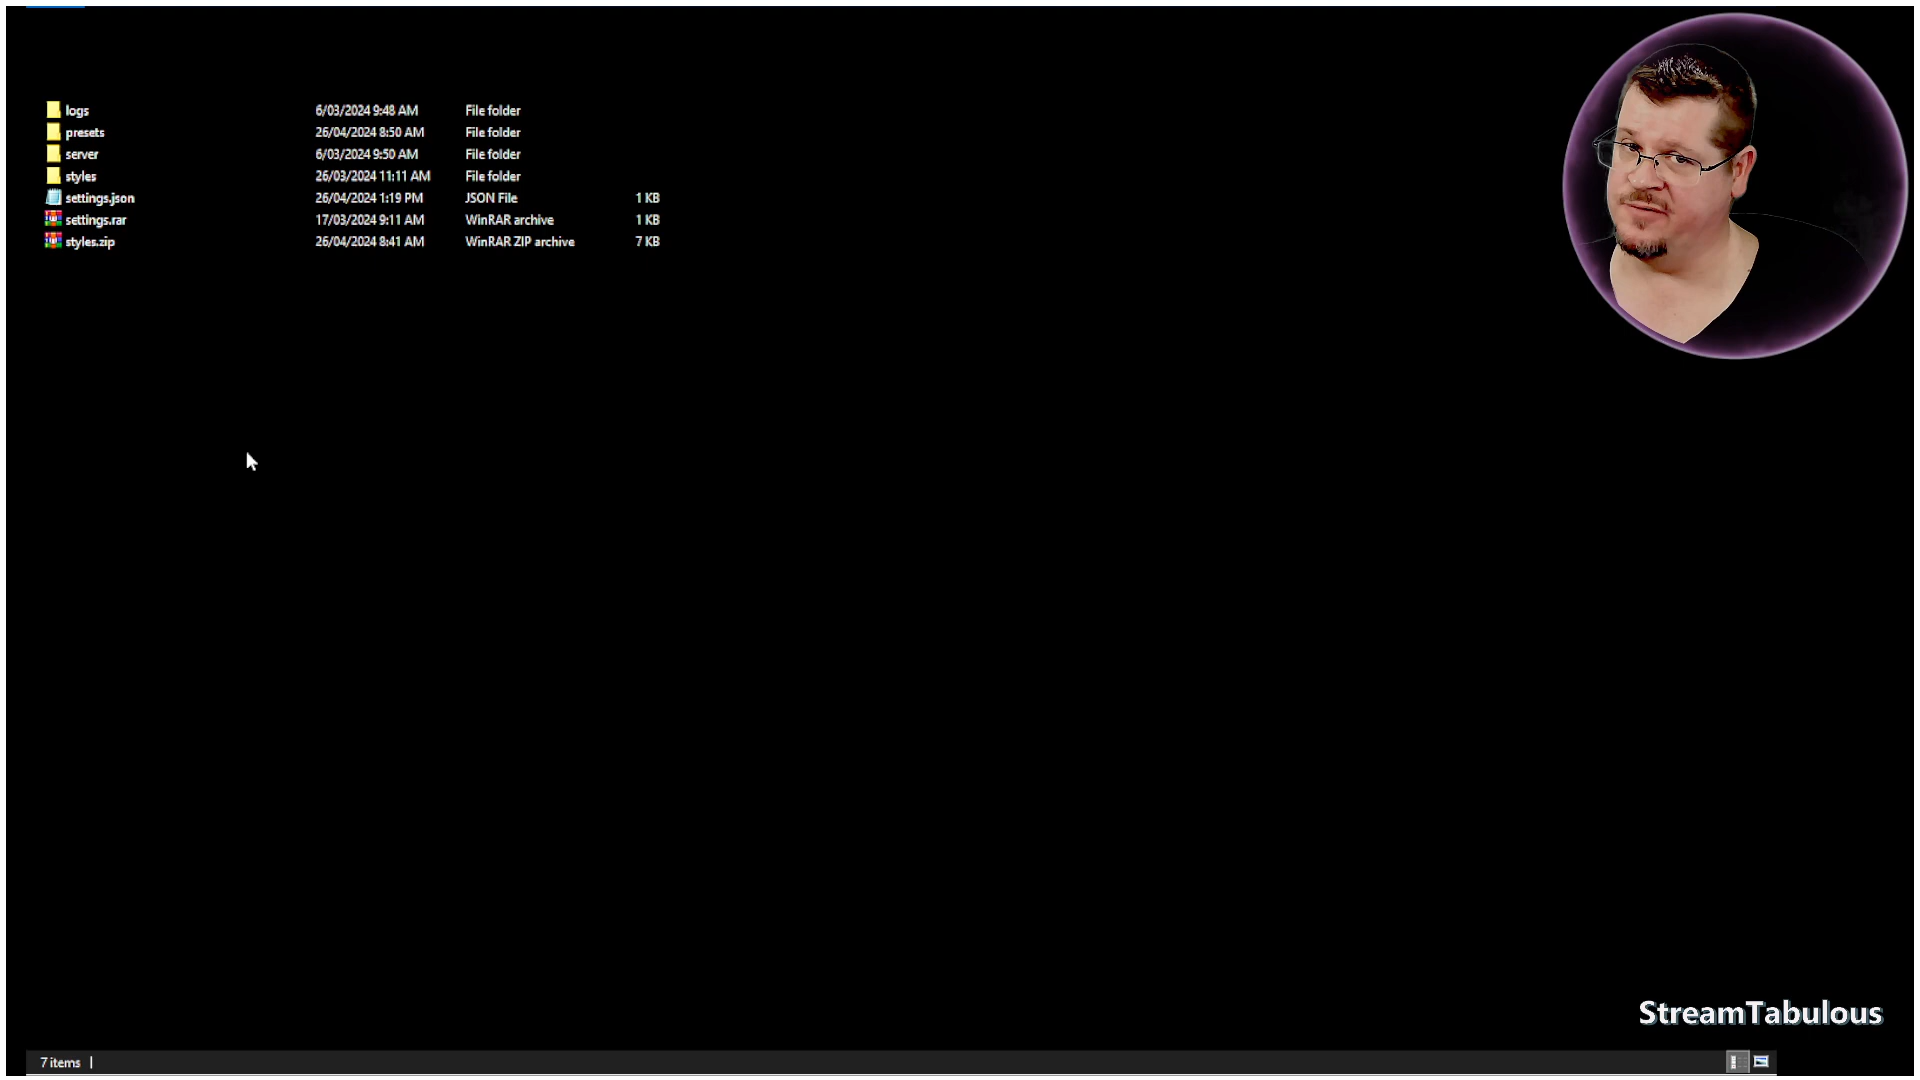 logs 6/03/2024 9:48 AM File folder
presets 26/04/2024 8:50 AM File folder
server 6/03/2024 9:50 AM File folder
styles 26/03/2024 11:11 AM File folder
settings.json 26/04/2024 1:19 PM JSON File 1 KB
settings.rar 17/03/2024 9:11 AM WinRAR archive 1 KB
styles.zip 26/04/2024 8:41 AM WinRAR ZIP archive 7 KB
StreamTabulous
7 items